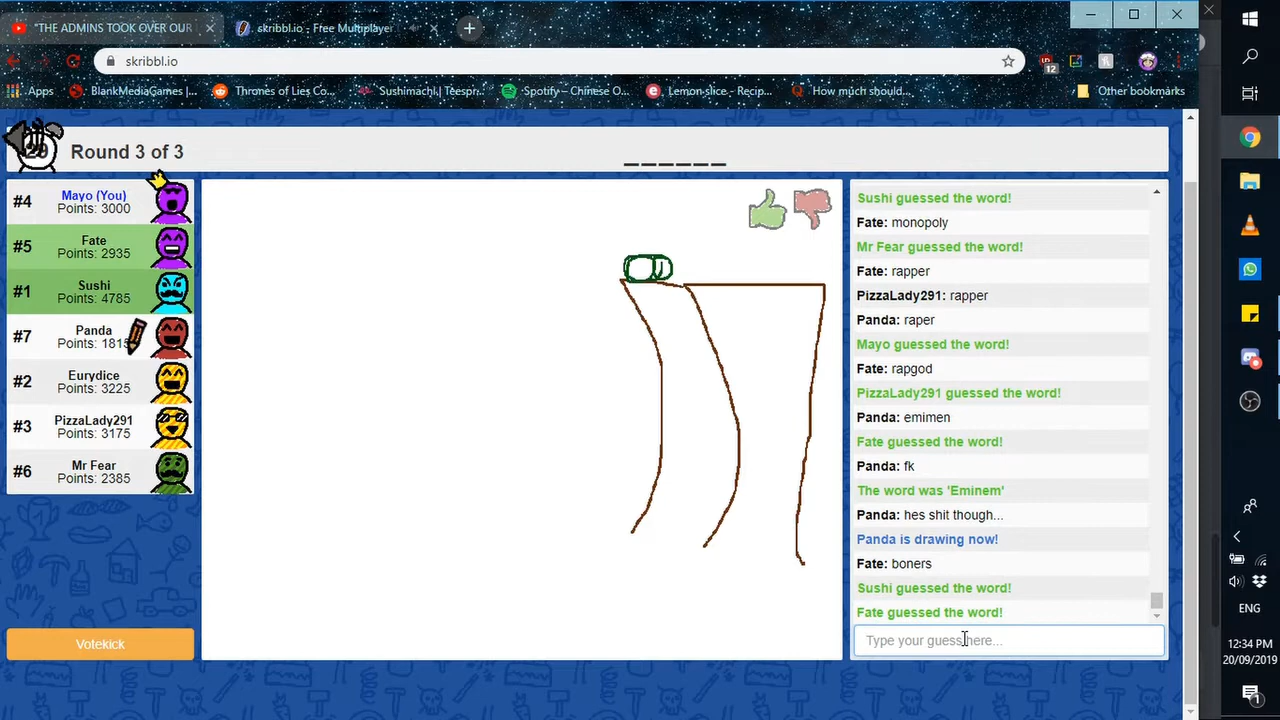 "THE ADMINS TOOK OVER OUR
skribbl.io - Free Multiplayer
skribbl.io
12
Apps
BlankMediaGames |...
Thrones of Lies Co...
Sushimachi | Teespr...
Spotify – Chinese O...
Lemon-slice - Recip...
How much should...
Other bookmarks
Round 3 of 3
______
#4 Mayo (You)
Points: 3000
#5 Fate
Points: 2935
#1 Sushi
Points: 4785
#7 Panda
Points: 1815
#2 Eurydice
Points: 3225
#3 PizzaLady291
Points: 3175
#6 Mr Fear
Points: 2385
Votekick
Sushi guessed the word!
Fate: monopoly
Mr Fear guessed the word!
Fate: rapper
PizzaLady291: rapper
Panda: raper
Mayo guessed the word!
Fate: rapgod
PizzaLady291 guessed the word!
Panda: emimen
Fate guessed the word!
Panda: fk
The word was 'Eminem'
Panda: hes shit though...
Panda is drawing now!
Fate: boners
Sushi guessed the word!
Fate guessed the word!
Type your guess here...
ENG
12:34 PM
20/09/2019
1